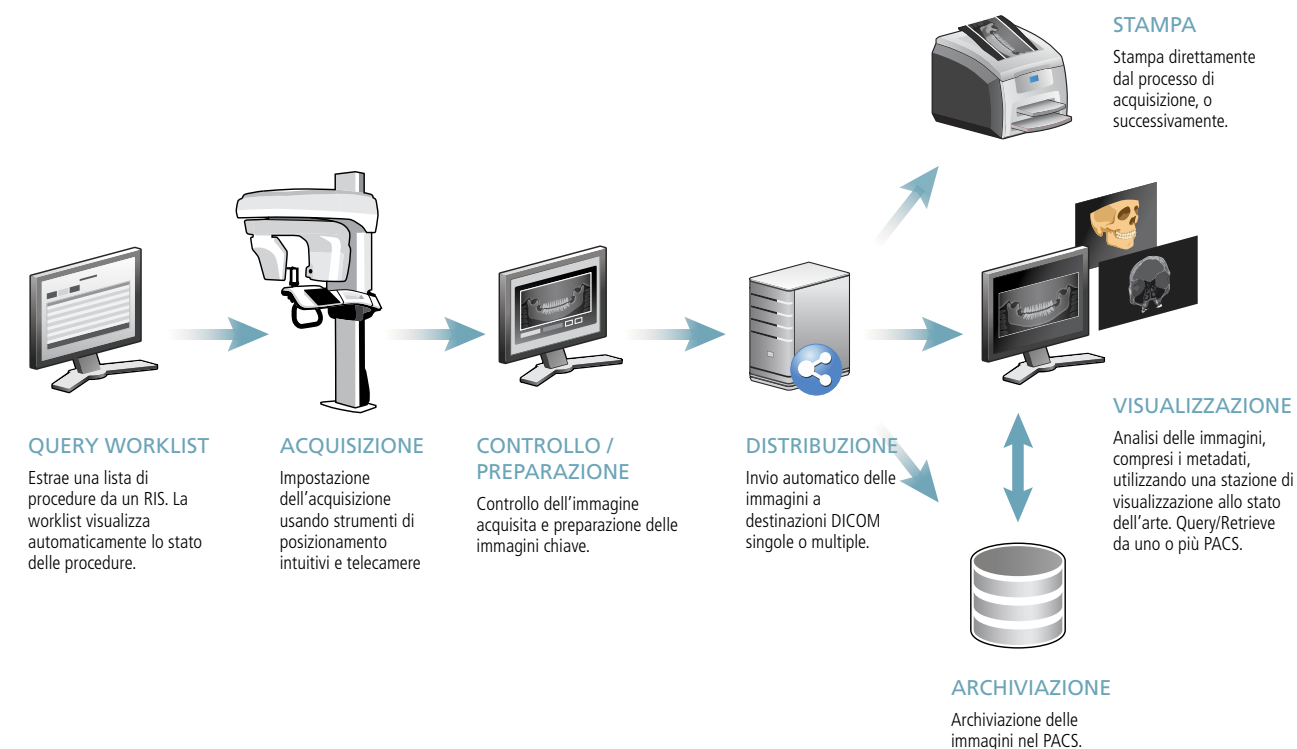 STAMPA
Stampa direttamente
dal processo di
acquisizione, o
successivamente.
QUERY WORKLIST
Estrae una lista di
procedure da un RIS. La
worklist visualizza
automaticamente lo stato
delle procedure.
ACQUISIZIONE
Impostazione
dell'acquisizione
usando strumenti di
posizionamento
intuitivi e telecamere
CONTROLLO /
PREPARAZIONE
Controllo dell'immagine
acquisita e preparazione delle
immagini chiave.
DISTRIBUZIONE
Invio automatico delle
immagini a
destinazioni DICOM
singole o multiple.
VISUALIZZAZIONE
Analisi delle immagini,
compresi i metadati,
utilizzando una stazione di
visualizzazione allo stato
dell'arte. Query/Retrieve
da uno o più PACS.
ARCHIVIAZIONE
Archiviazione delle
immagini nel PACS.